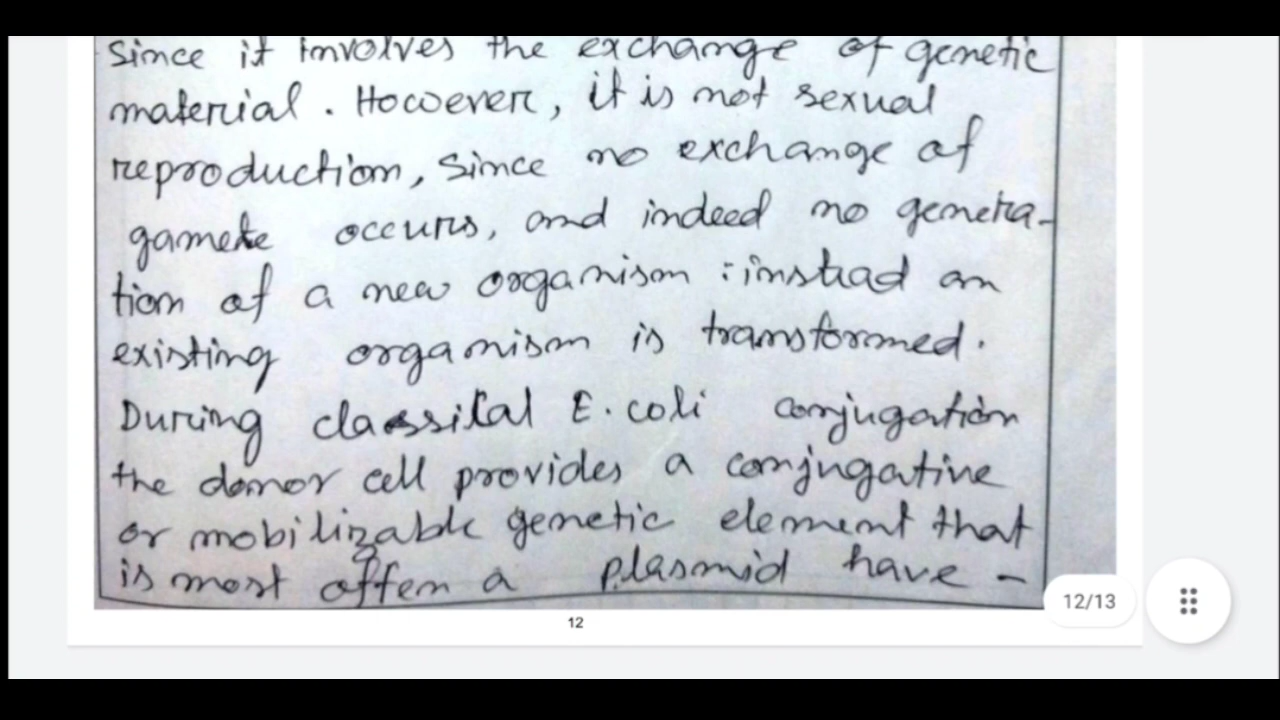 Since it involves the exchange of genetic
material. However, it is not sexual
reproduction, since no exchange of
gamete occurs, and indeed no genera-
tion of a new organism : instead an
existing organism is transformed.
During classical E. coli conjugation
the donor cell provides a conjugative
or mobilizable genetic element that
is most offen a plasmid have -
12/13
12